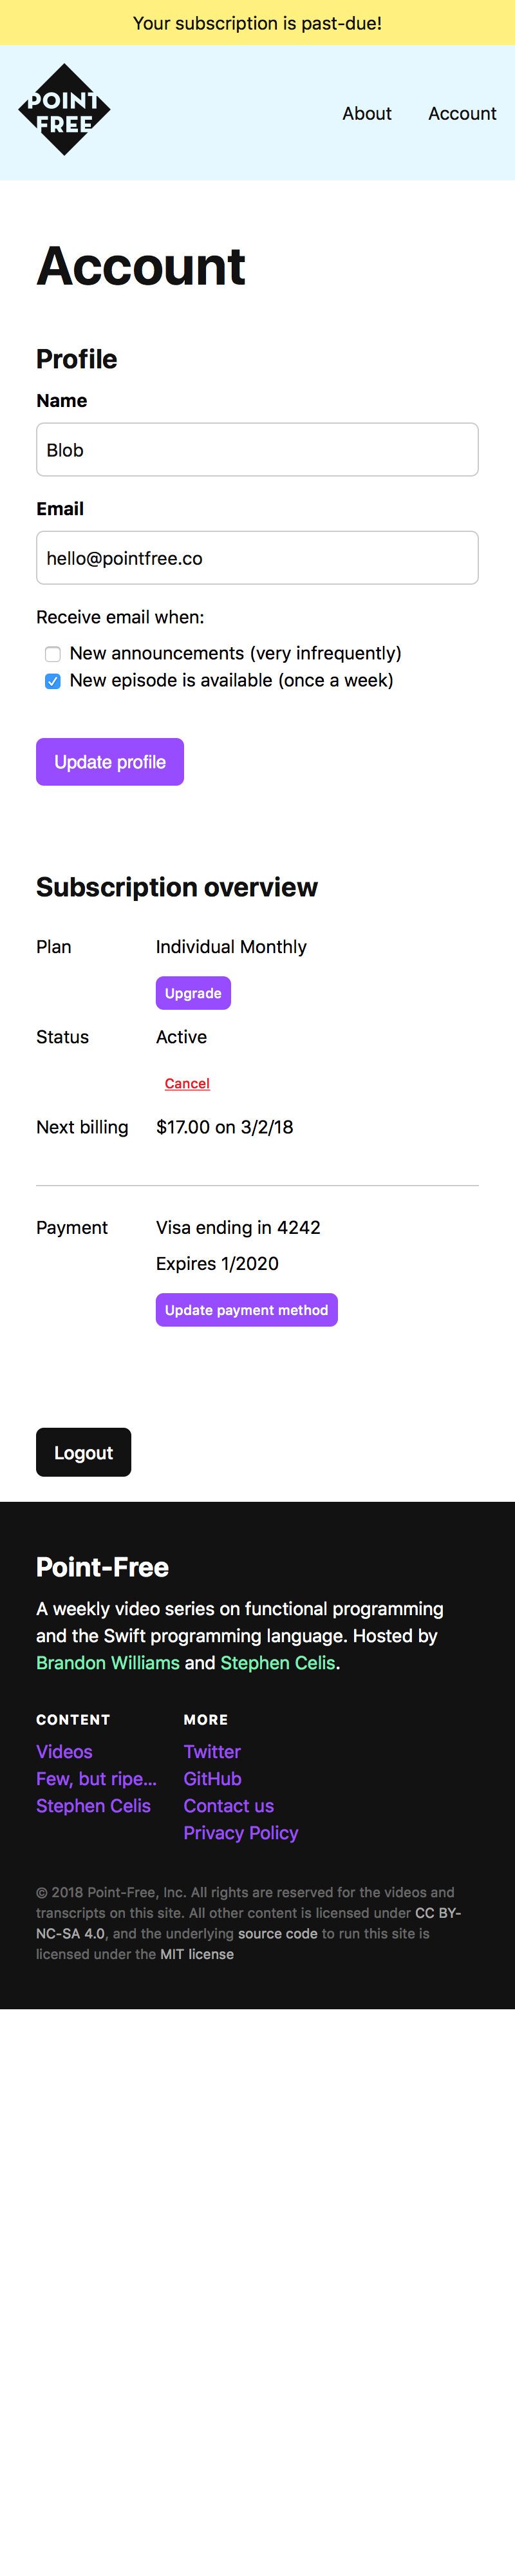 Your subscription is past-due!
POINT
FREE
About Account
Account
Profile
Name
Blob
Email
hello@pointfree.co
Receive email when:
New announcements (very infrequently)
New episode is available (once a week)
Update profile
Subscription overview
Plan Individual Monthly
Upgrade
Status Active
Cancel
Next billing $17.00 on 3/2/18
Payment Visa ending in 4242
Expires 1/2020
Update payment method
Logout
Point-Free
A weekly video series on functional programming
and the Swift programming language. Hosted by
Brandon Williams and Stephen Celis.
CONTENT
Videos
Few, but ripe...
Stephen Celis
MORE
Twitter
GitHub
Contact us
Privacy Policy
© 2018 Point-Free, Inc. All rights are reserved for the videos and
transcripts on this site. All other content is licensed under CC BY-
NC-SA 4.0, and the underlying source code to run this site is
licensed under the MIT license